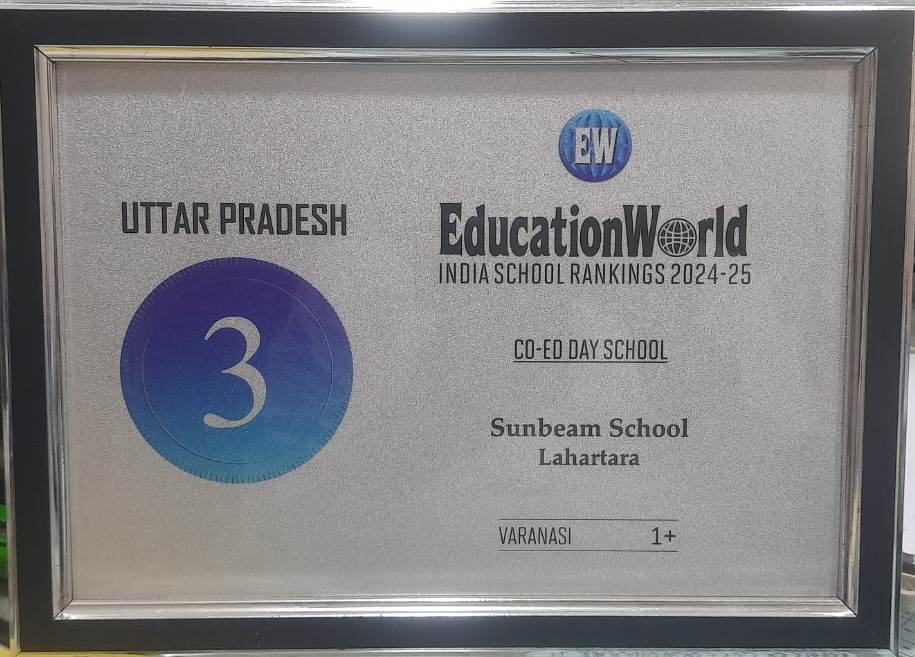 UTTAR PRADESH
3
EW
EducationWorld
INDIA SCHOOL RANKINGS 2024-25
CO-ED DAY SCHOOL
Sunbeam School
Lahartara
VARANASI 1+